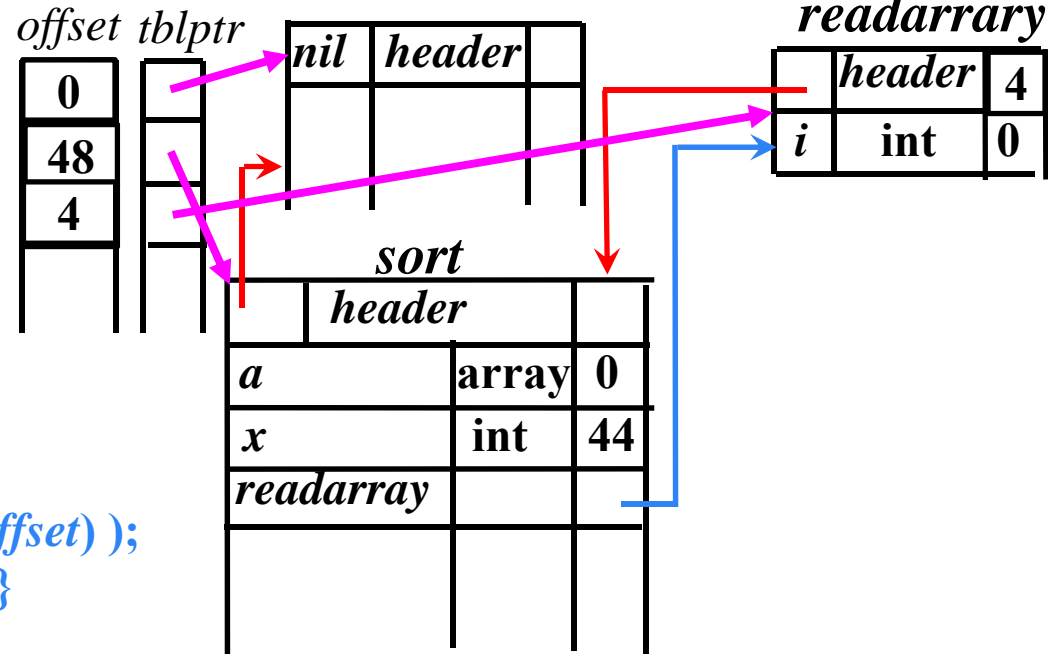 offset tblptr
0
48
4
nil header
readarrary
header 4
i int 0
sort
header
a array 0
x int 44
readarray
ffset) );
}